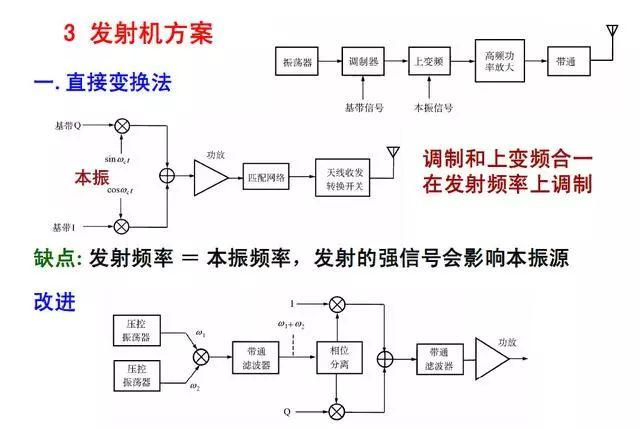 3 发射机方案
振荡器
调制器
上变频
高频功
率放大
带通
基带信号
本振信号
一.直接变换法
基带Q
sinω_c t
本振
cosω_c t
基带I
功放
匹配网络
天线收发
转换开关
调制和上变频合一
在发射频率上调制
缺点: 发射频率 = 本振频率，发射的强信号会影响本振源
改进
压控
振荡器
ω₁
压控
振荡器
ω₂
带通
滤波器
ω₁+ω₂
相位
分离
I
Q
带通
滤波器
功放